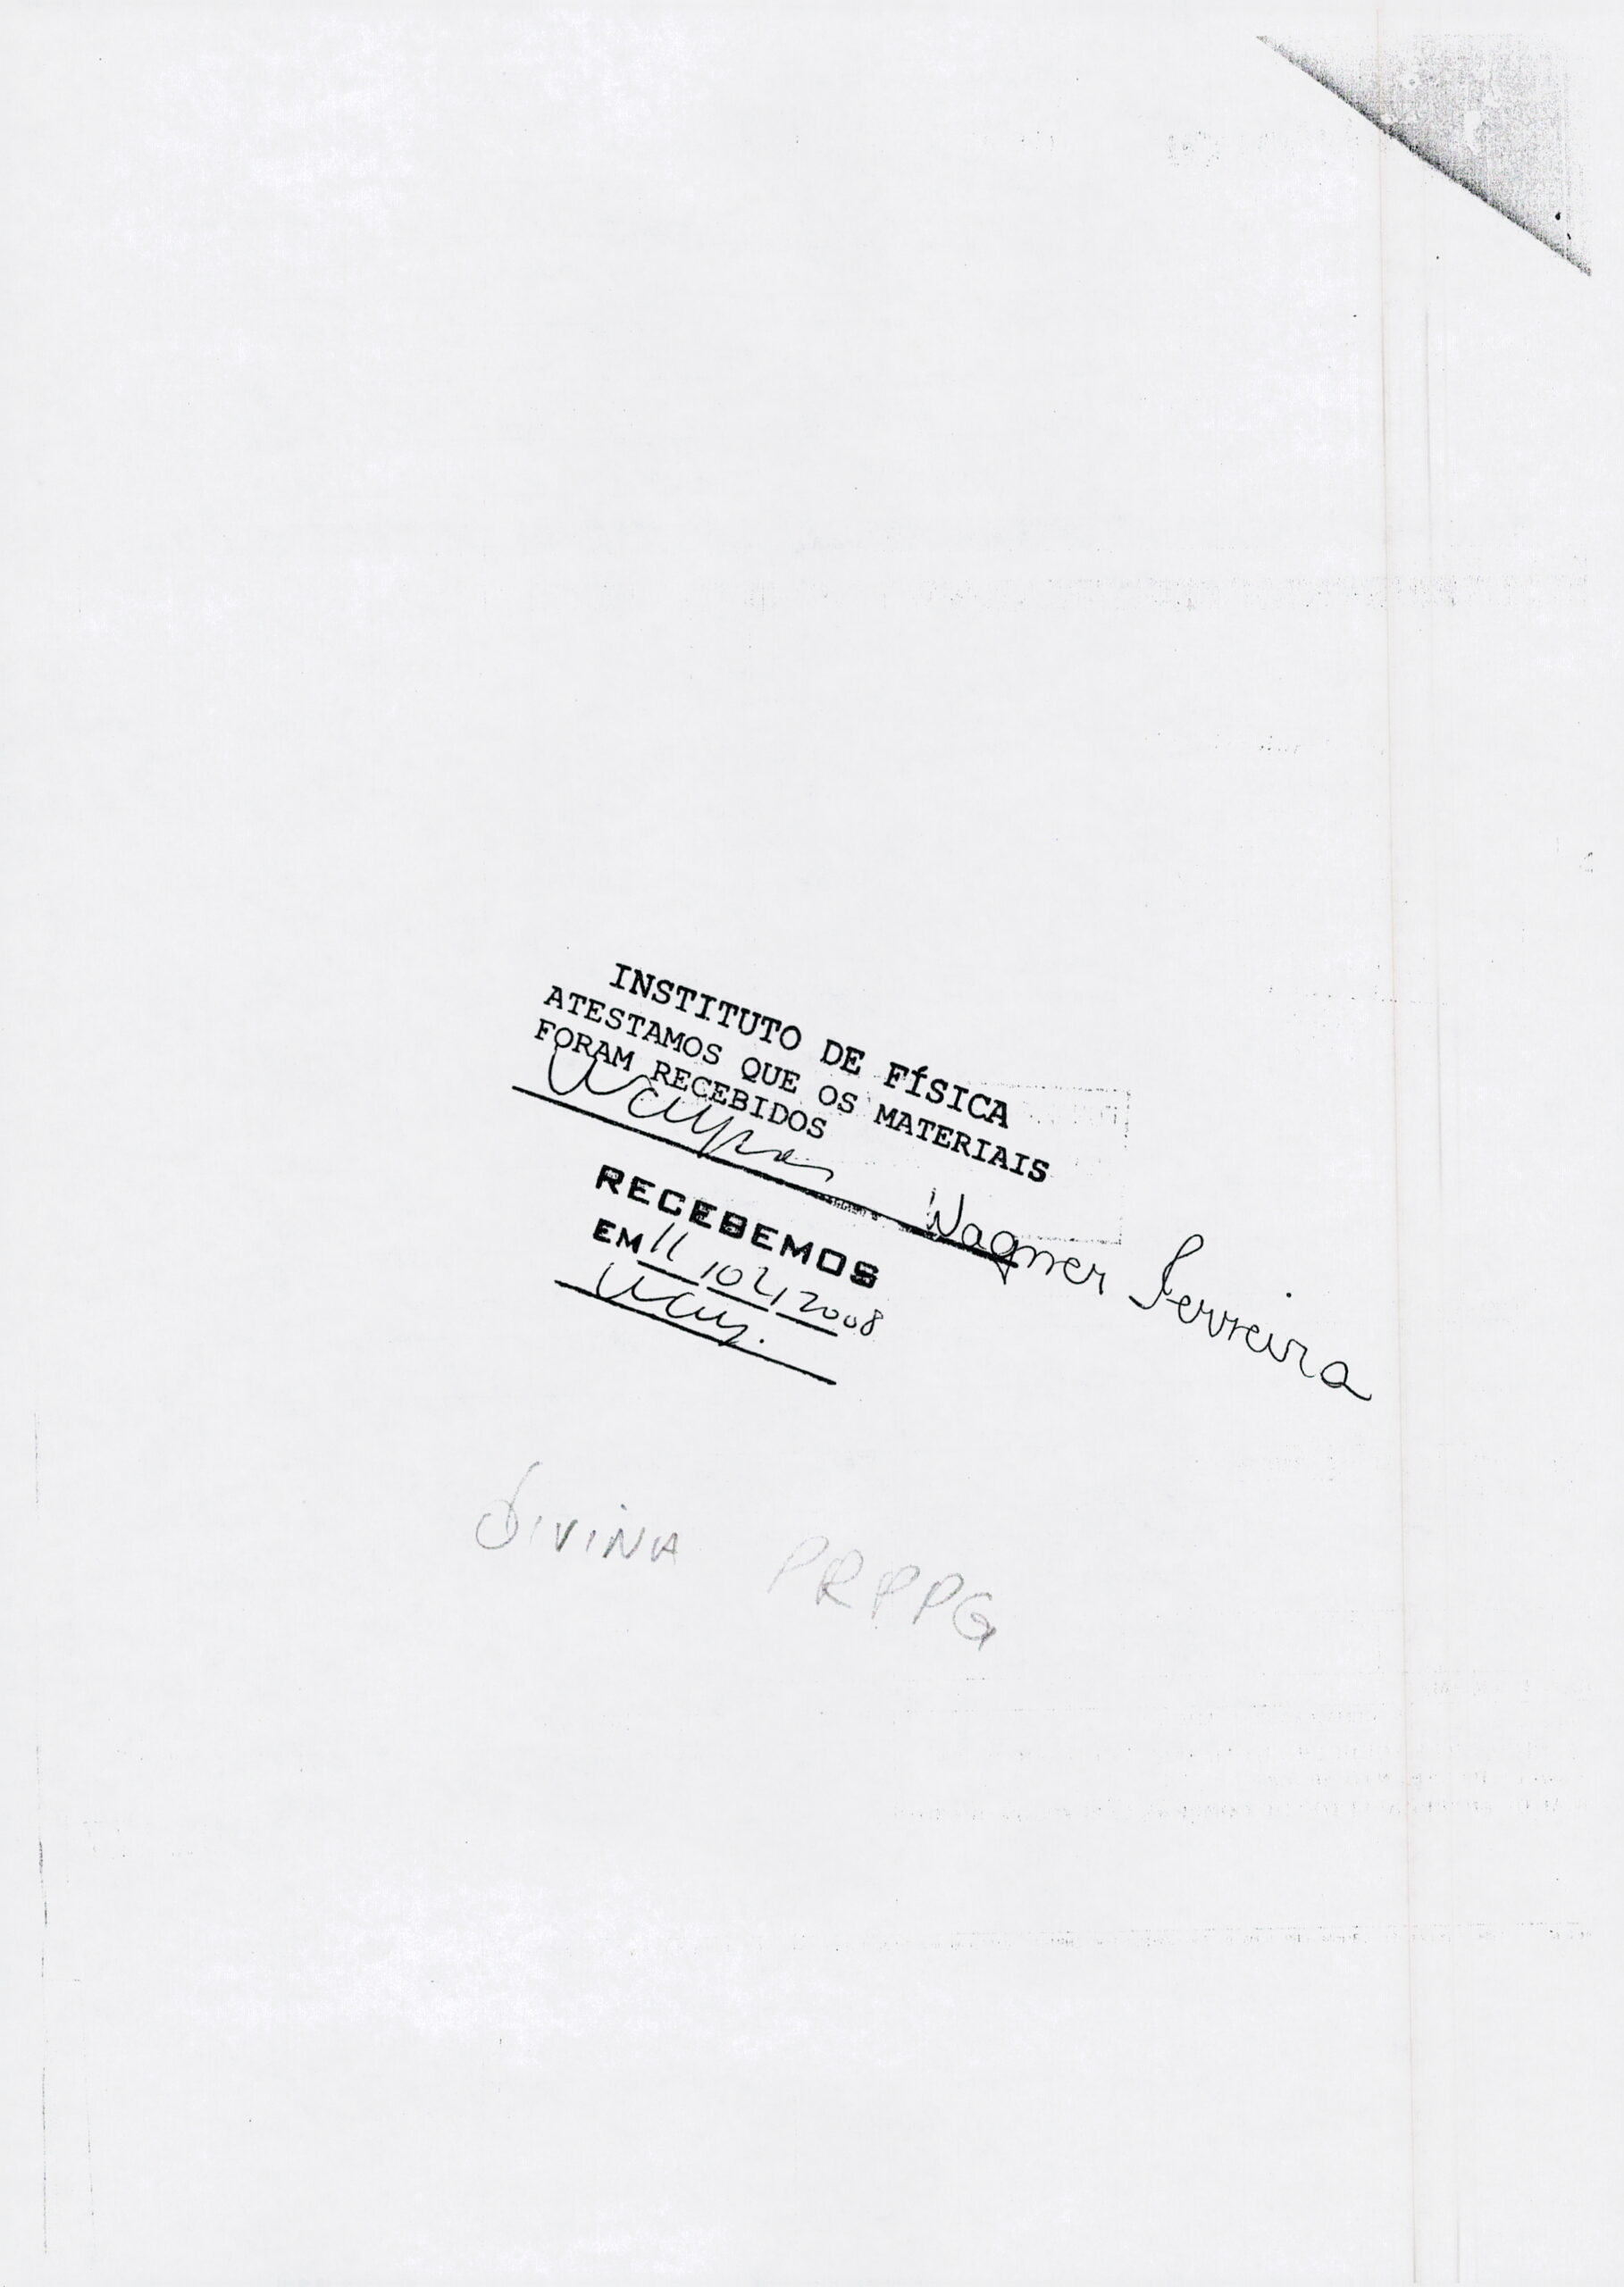 INSTITUTO DE FÍSICA
ATESTAMOS QUE OS MATERIAIS
FORAM RECEBIDOS
Wagner Ferreira
RECEBEMOS
EM 11/02/2008
DIVINA PRPPG